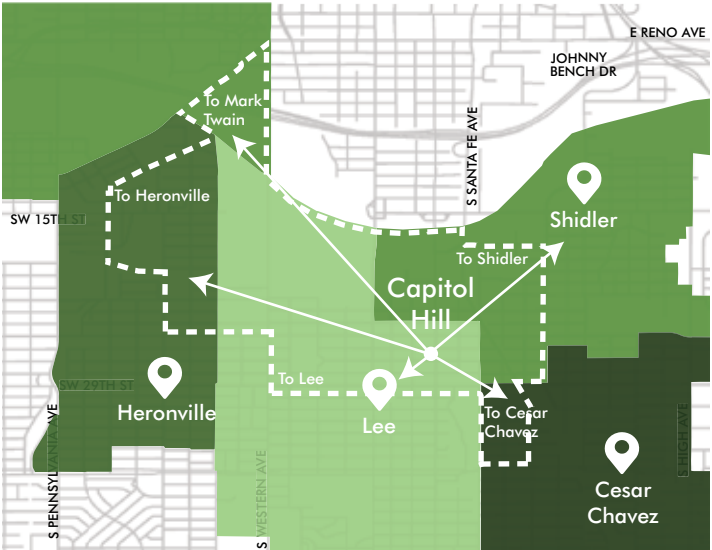 E RENO AVE
JOHNNY
BENCH DR
To Mark
Twain
S SANTA FE AVE
To Heronville
SW 15TH ST
Shidler
To Shidler
Capitol
Hill
To Lee
SW 29TH ST
Heronville
Lee
To Cesar
Chavez
S PENNSYLVANIA AVE
S WESTERN AVE
S HIGH AVE
Cesar
Chavez